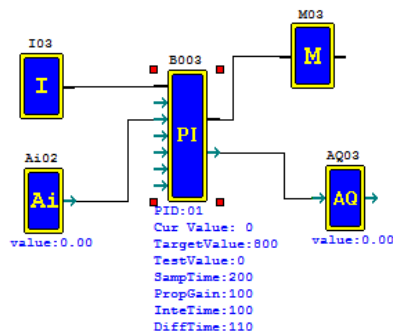 M03
I03
B003
I
M
PI
Ai02
AQ03
Ai
AQ
value:0.00
value:0.00
PID:01
Cur Value: 0
TargetValue:800
TestValue:0
SampTime:200
PropGain:100
InteTime:100
DiffTime:110